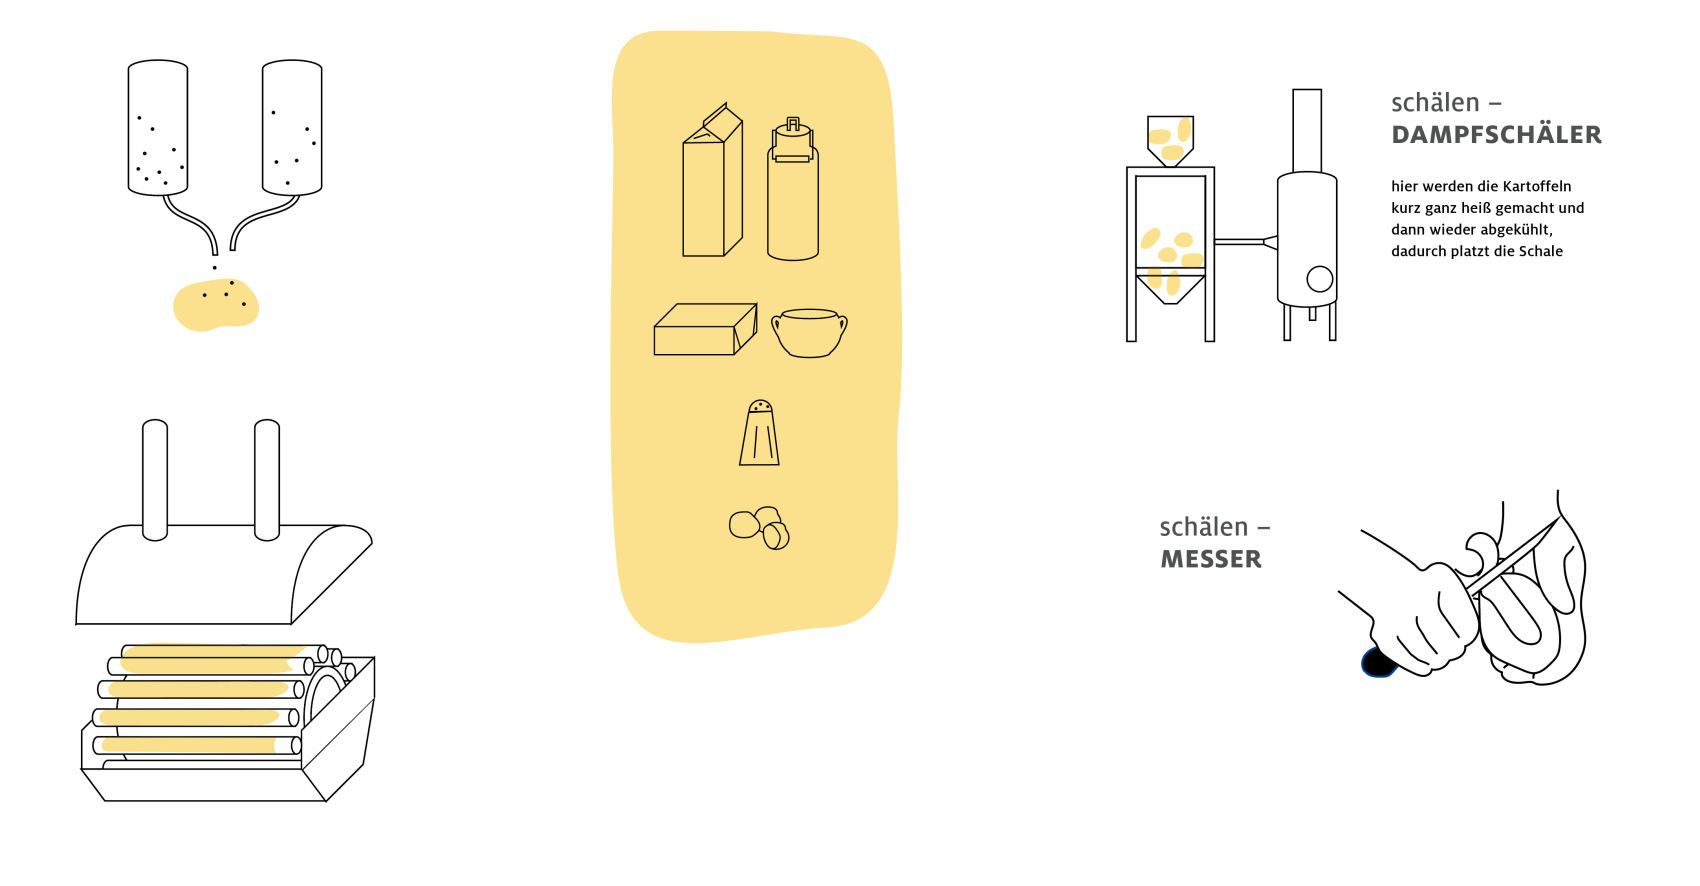 schälen –
DAMPFSCHÄLER
hier werden die Kartoffeln
kurz ganz heiß gemacht und
dann wieder abgekühlt,
dadurch platzt die Schale
schälen –
MESSER